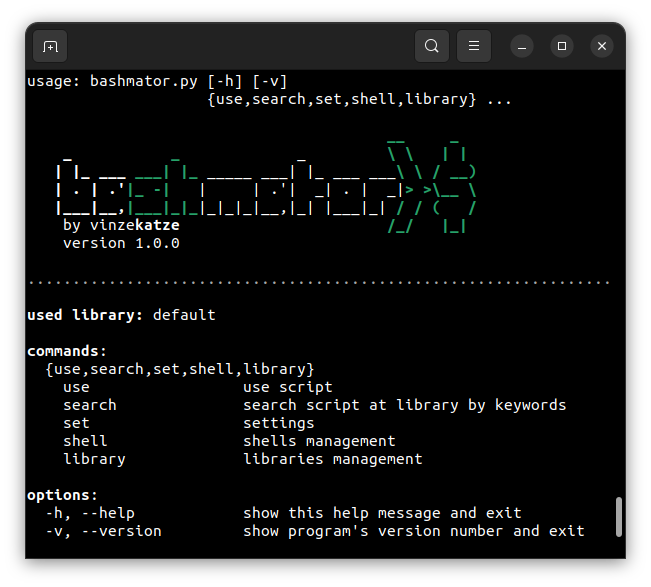 usage: bashmator.py [-h] [-v]
{use,search,set,shell,library} ...
by vinzekatze
version 1.0.0
used library: default
commands:
{use,search,set,shell,library}
use use script
search search script at library by keywords
set settings
shell shells management
library libraries management
options:
-h, --help show this help message and exit
-v, --version show program's version number and exit